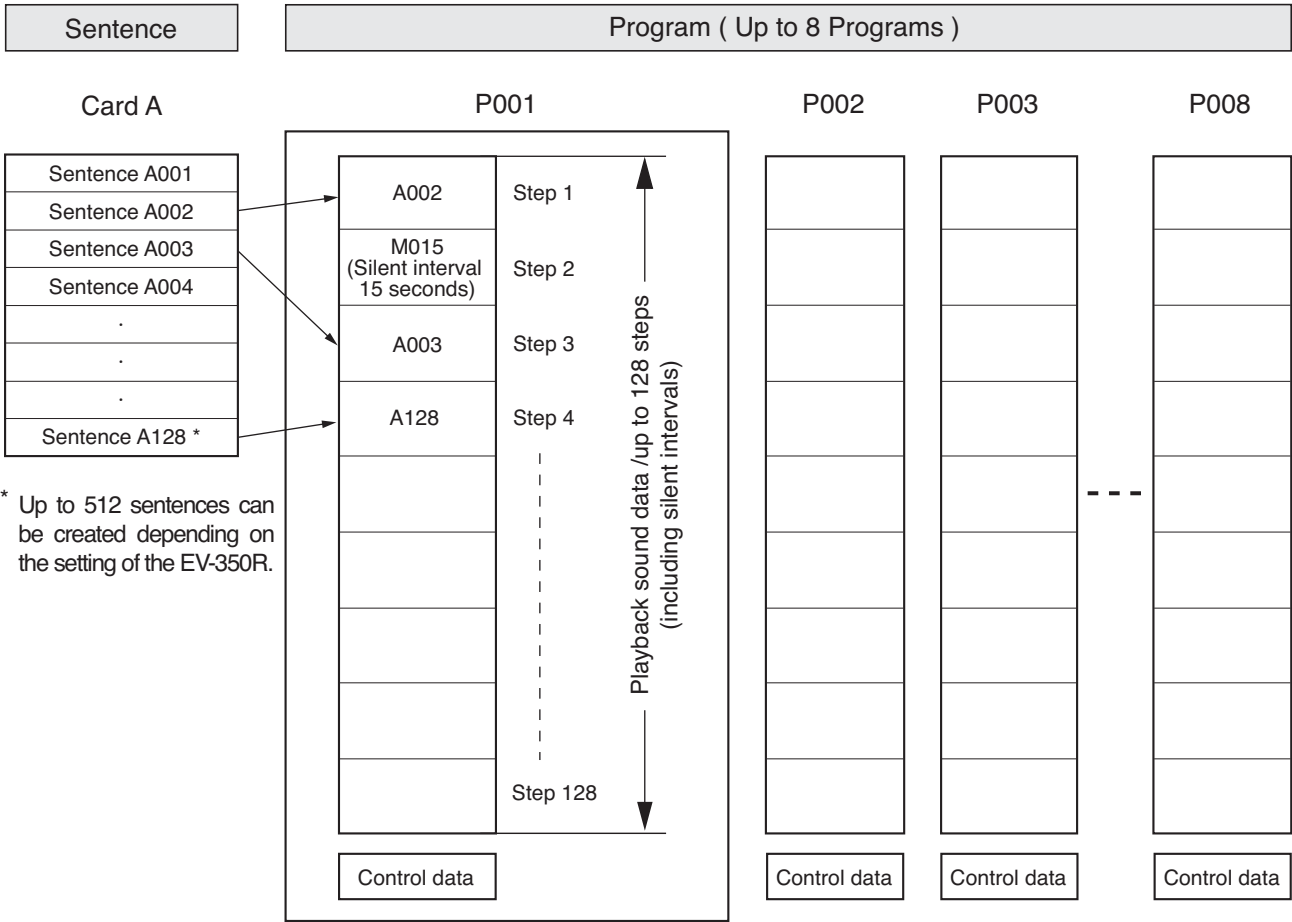 Sentence
Program ( Up to 8 Programs )
Card A
P001
P002
P003
P008
Sentence A001
Sentence A002
Sentence A003
Sentence A004
.
.
.
Sentence A128 *
* Up to 512 sentences can
be created depending on
the setting of the EV-350R.
A002
Step 1
M015
(Silent interval
15 seconds)
Step 2
A003
Step 3
A128
Step 4
Step 128
Playback sound data /up to 128 steps
(including silent intervals)
Control data
Control data
Control data
Control data